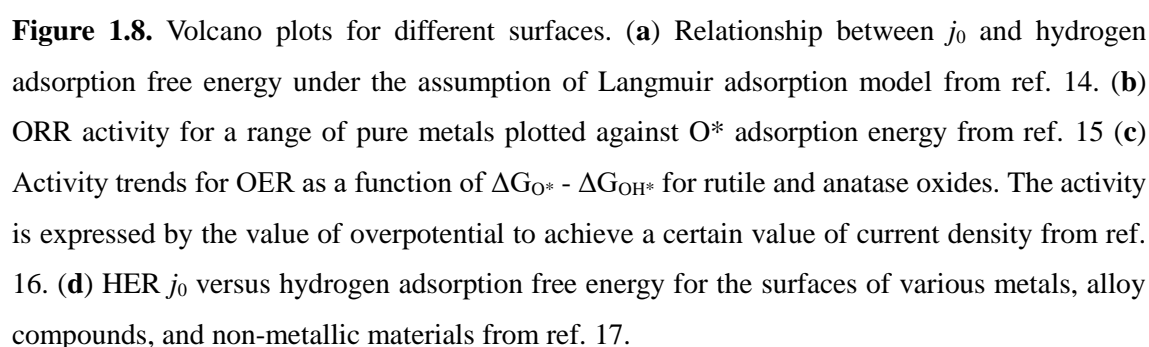 Figure 1.8. Volcano plots for different surfaces. (a) Relationship between j0 and hydrogen
adsorption free energy under the assumption of Langmuir adsorption model from ref. 14. (b)
ORR activity for a range of pure metals plotted against O* adsorption energy from ref. 15 (c)
Activity trends for OER as a function of ΔGO* - ΔGOH* for rutile and anatase oxides. The activity
is expressed by the value of overpotential to achieve a certain value of current density from ref.
16. (d) HER j0 versus hydrogen adsorption free energy for the surfaces of various metals, alloy
compounds, and non-metallic materials from ref. 17.